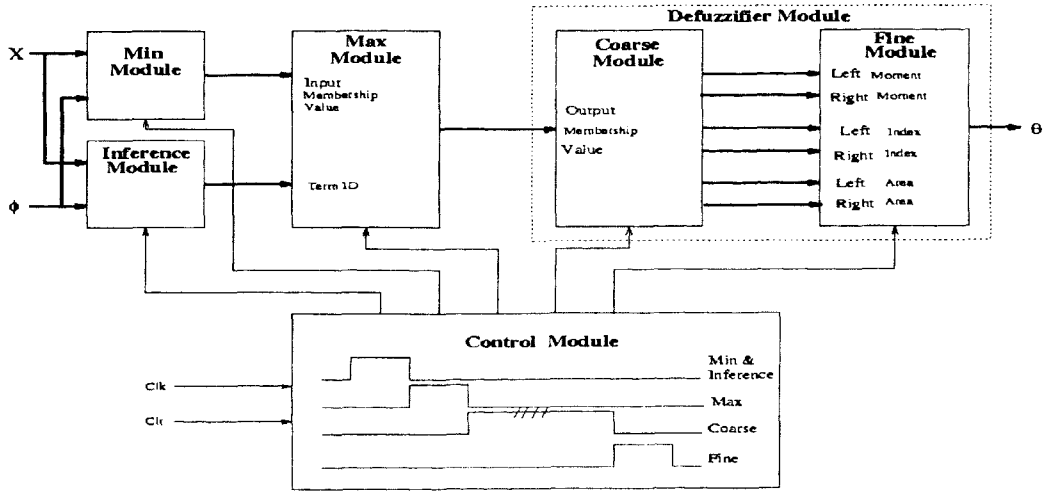 Defuzzifier Module
X
Min
Module
Max
Module
Input
Membership
Value
Term ID
Coarse
Module
Output
Membership
Value
Fine
Module
Left Moment
Right Moment
Left Index
Right Index
Left Area
Right Area
θ
Inference
Module
ϕ
Control Module
Clk
Clr
Min &
Inference
Max
Coarse
Fine